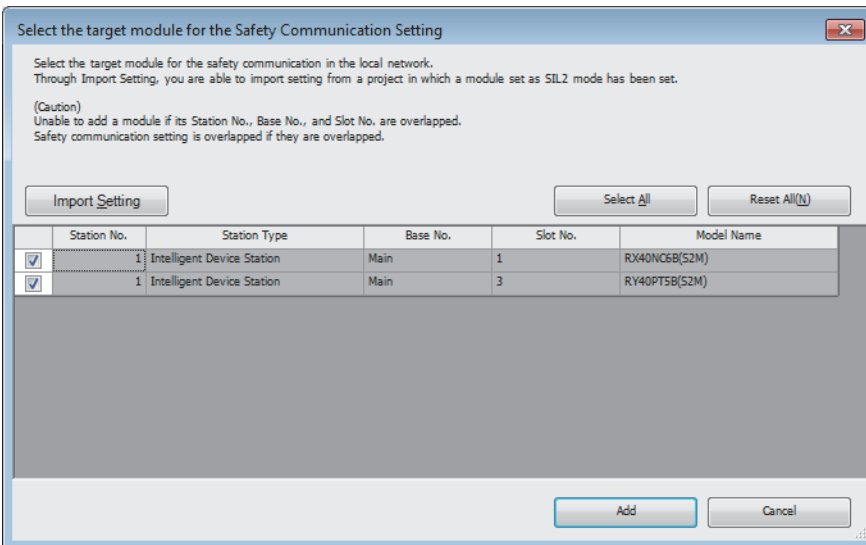 Select the target module for the Safety Communication Setting
Select the target module for the safety communication in the local network.
Through Import Setting, you are able to import setting from a project in which a module set as SIL2 mode has been set.
(Caution)
Unable to add a module if its Station No., Base No., and Slot No. are overlapped.
Safety communication setting is overlapped if they are overlapped.
Import Setting Select All Reset All(N)
Station No. Station Type Base No. Slot No. Model Name
1 Intelligent Device Station Main 1 RX40NC6B(S2M)
1 Intelligent Device Station Main 3 RY40PT5B(S2M)
Add Cancel